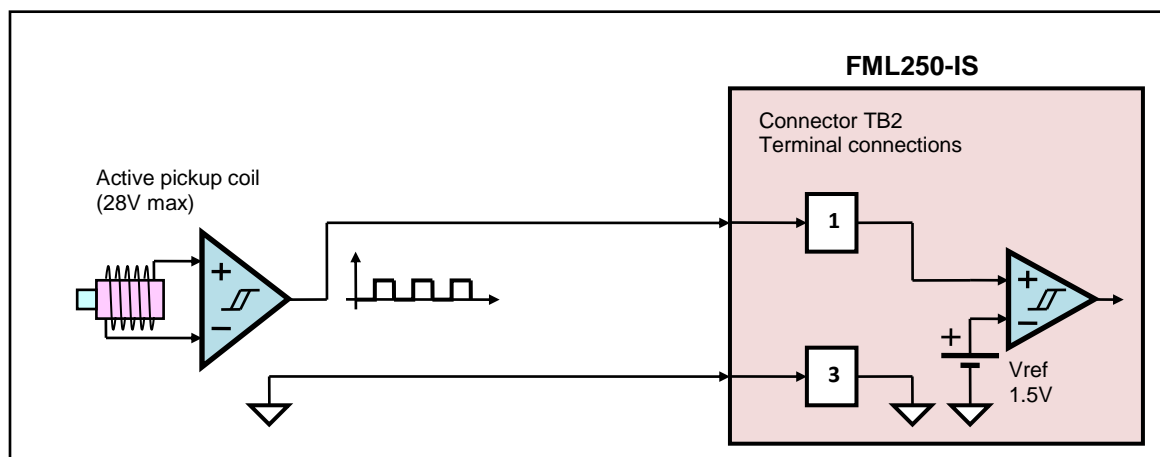 FML250-IS
Connector TB2
Terminal connections
Active pickup coil
(28V max)
1
+
−
+
−
+
3
Vref
1.5V